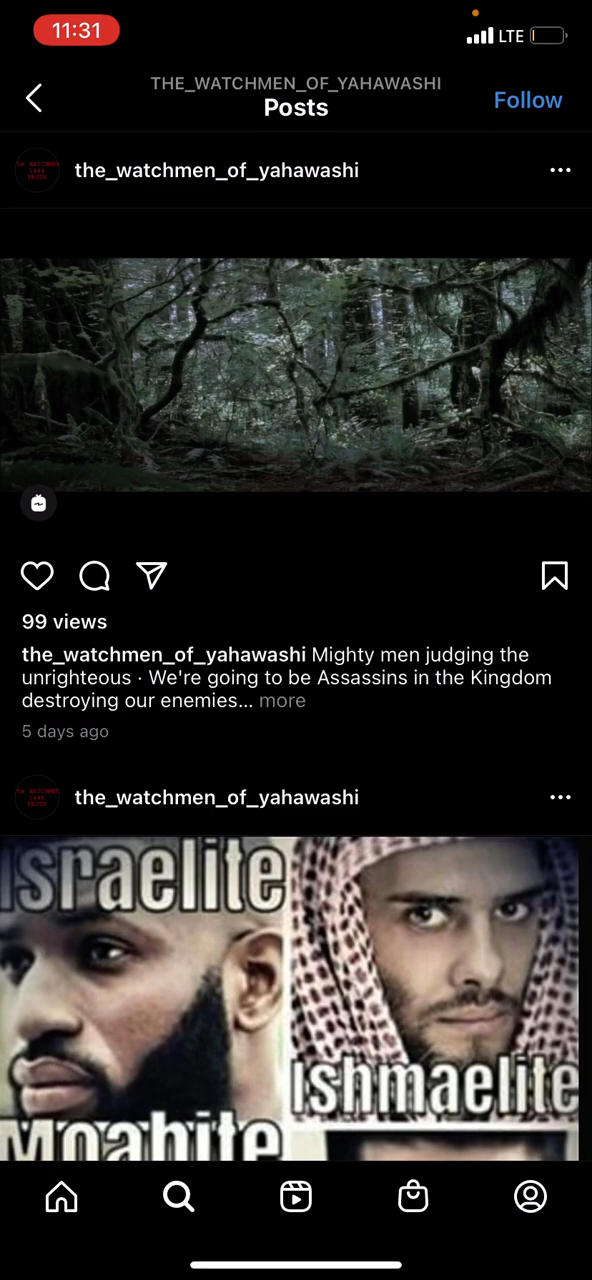 11:31
LTE
THE_WATCHMEN_OF_YAHAWASHI
Posts
Follow
the_watchmen_of_yahawashi
99 views
the_watchmen_of_yahawashi Mighty men judging the
unrighteous · We're going to be Assassins in the Kingdom
destroying our enemies... more
5 days ago
the_watchmen_of_yahawashi
Israelite
Ishmaelite
Moabite